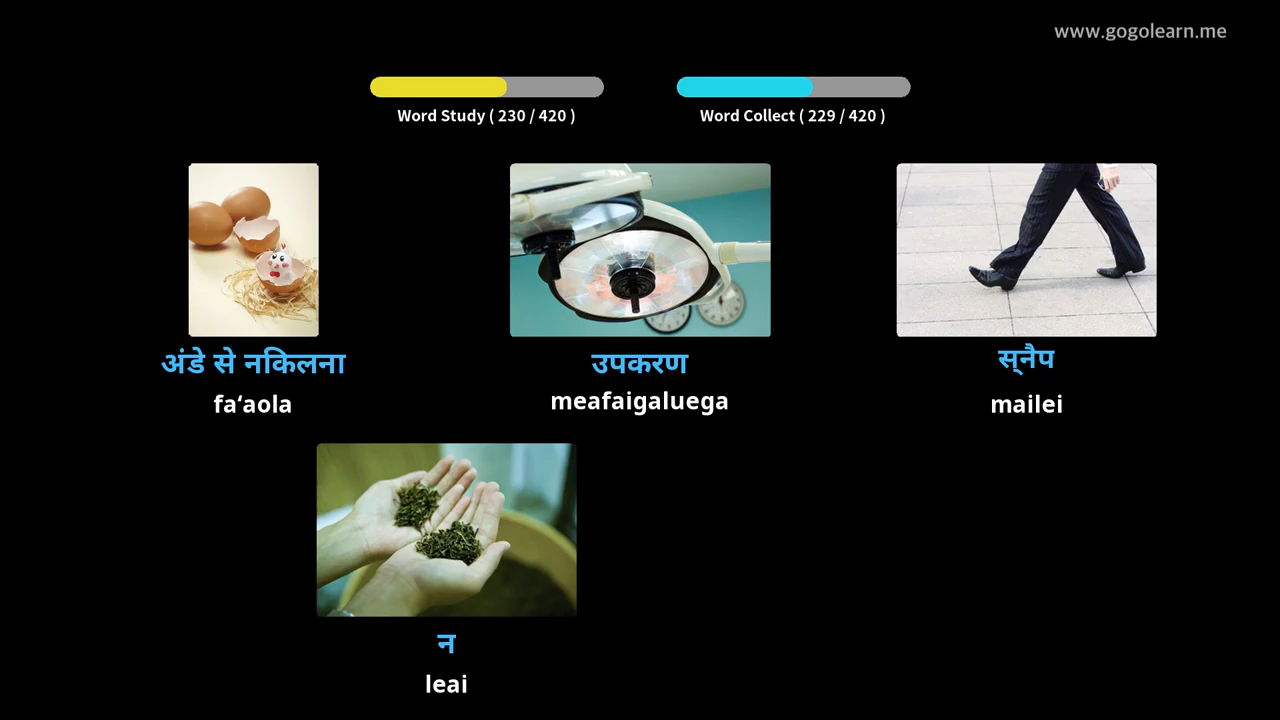 www.gogolearn.me
Word Study ( 230 / 420 )
Word Collect ( 229 / 420 )
अंडे से नकिलना
उपकरण
स्नैप
fa‘aola
meafaigaluega
mailei
न
leai